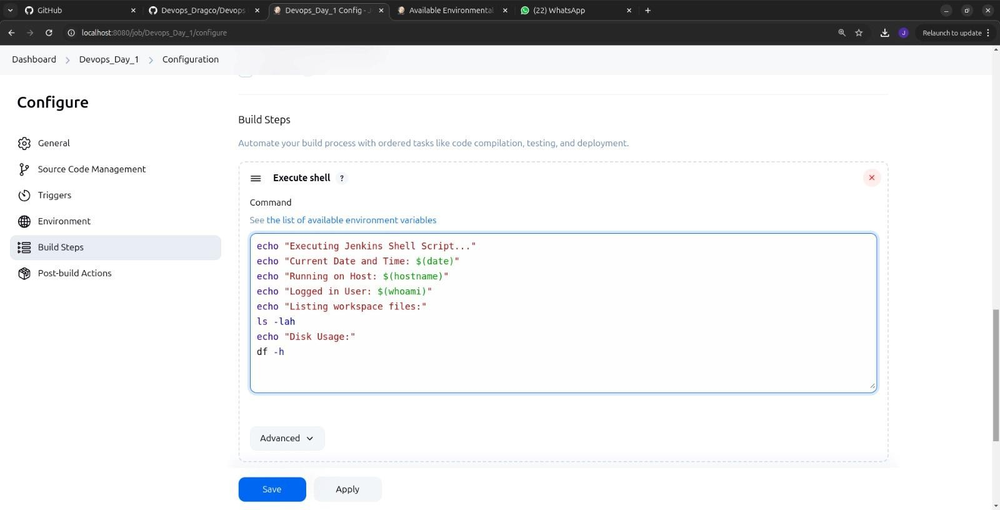 GitHub
Devops_Dragco/Devops
Devops_Day_1 Config - J
Available Environmental
(22) WhatsApp
localhost:8080/job/Devops_Day_1/configure
J
Relaunch to update
Dashboard > Devops_Day_1 > Configuration
Configure
General
Source Code Management
Triggers
Environment
Build Steps
Post-build Actions
Build Steps
Automate your build process with ordered tasks like code compilation, testing, and deployment.
Execute shell ?
Command
See the list of available environment variables
echo "Executing Jenkins Shell Script..."
echo "Current Date and Time: $(date)"
echo "Running on Host: $(hostname)"
echo "Logged in User: $(whoami)"
echo "Listing workspace files:"
ls -lah
echo "Disk Usage:"
df -h
Advanced
Save
Apply